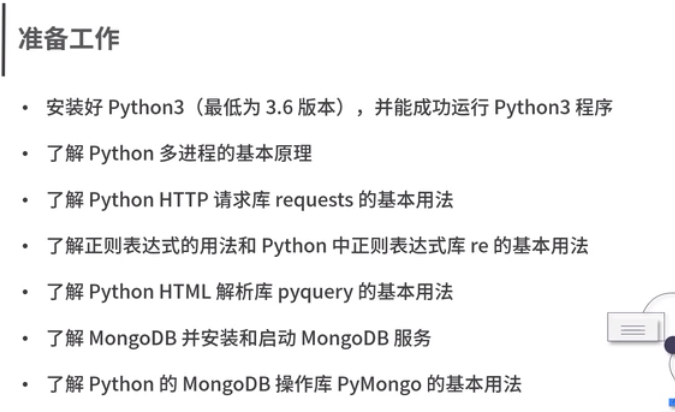 准备工作
• 安装好 Python3（最低为 3.6 版本），并能成功运行 Python3 程序
• 了解 Python 多进程的基本原理
• 了解 Python HTTP 请求库 requests 的基本用法
• 了解正则表达式的用法和 Python 中正则表达式库 re 的基本用法
• 了解 Python HTML 解析库 pyquery 的基本用法
• 了解 MongoDB 并安装和启动 MongoDB 服务
• 了解 Python 的 MongoDB 操作库 PyMongo 的基本用法